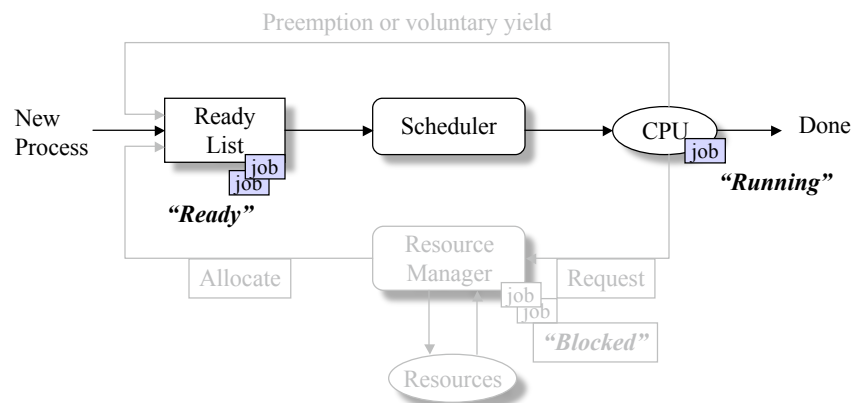 Preemption or voluntary yield
New
Process
Ready
List
Scheduler
CPU
Done
job
job
job
"Ready"
"Running"
Resource
Manager
Allocate
Request
job
job
"Blocked"
Resources